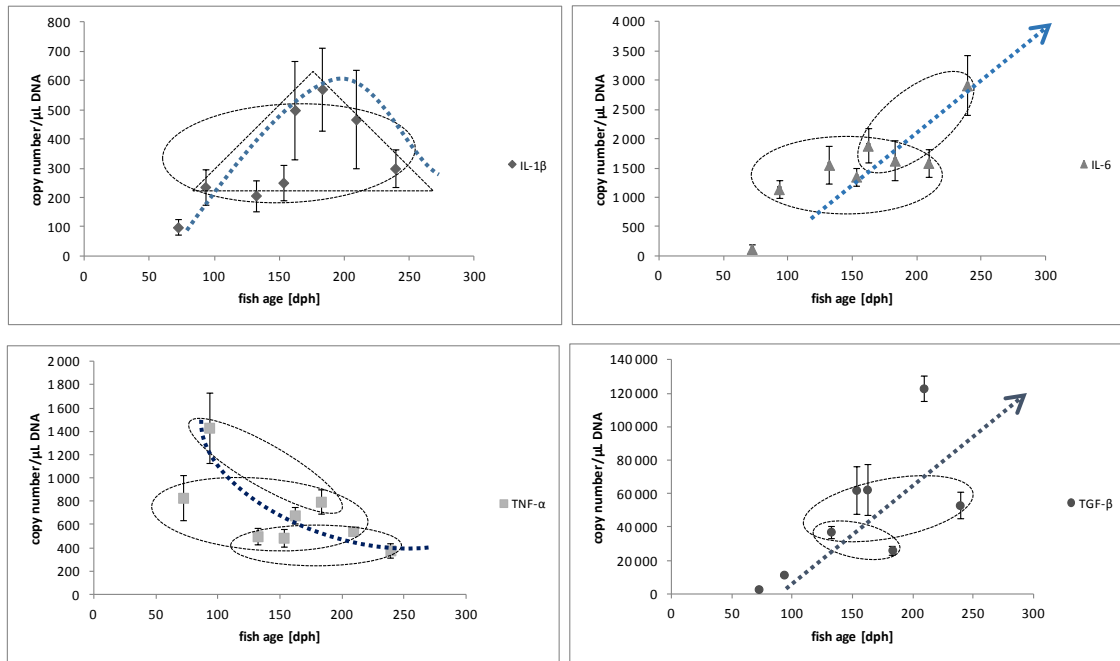 800
700
600
500
400
300
200
100
0
copy number/µL DNA
0 50 100 150 200 250 300
fish age [dph]
IL-1β
4 000
3 500
3 000
2 500
2 000
1 500
1 000
500
0
copy number/µL DNA
0 50 100 150 200 250 300
fish age [dph]
IL-6
2 000
1 800
1 600
1 400
1 200
1 000
800
600
400
200
0
copy number/µL DNA
0 50 100 150 200 250 300
fish age [dph]
TNF-α
140 000
120 000
100 000
80 000
60 000
40 000
20 000
0
copy number/µL DNA
0 50 100 150 200 250 300
fish age [dph]
TGF-β